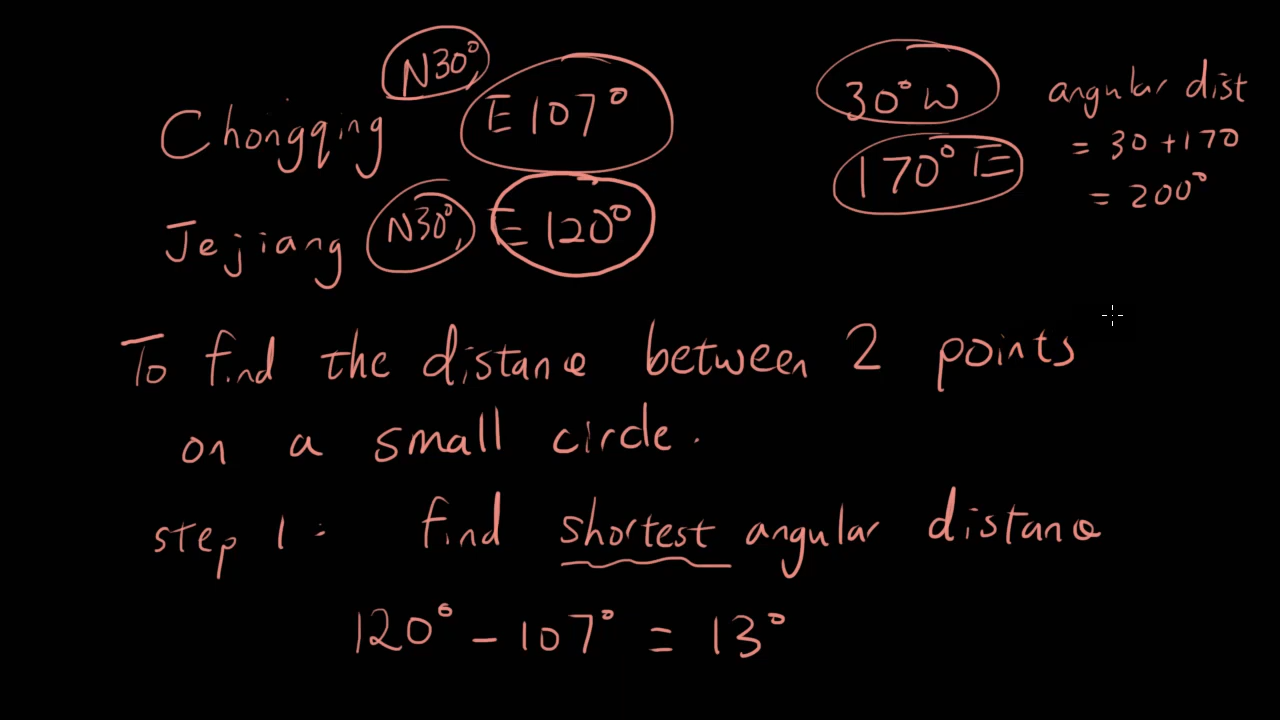 Chongqing N30°, E107°
Jejiang N30°, E 120°
30°W
170°E
angular dist
= 30+170
= 200°
To find the distance between 2 points
on a small circle.
step 1: find shortest angular distance
120° - 107° = 13°